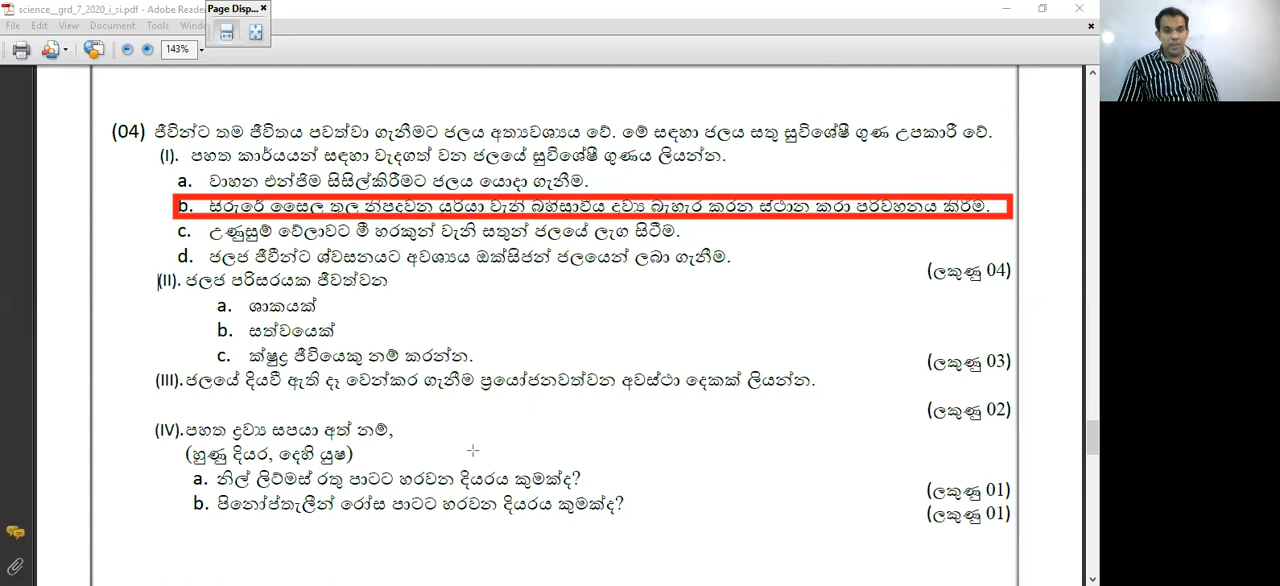 science__grd_7_2020_i_si.pdf - Adobe Reader
Page Disp...
File Edit View Document Tools Window
143%
(04) ජීවින්ට තම ජීවිතය පවත්වා ගැනීමට ජලය අත්‍යවශ්‍යය වේ. මේ සඳහා ජලය සතු සුවිශේෂී ගුණ උපකාරී වේ.
(I). පහත කාර්යයන් සඳහා වැදගත් වන ජලයේ සුවිශේෂී ගුණය ලියන්න.
a. වාහන එන්ජිම සිසිල්කිරීමට ජලය යොදා ගැනීම.
b. සිරුරේ සෛල තුල නිපදවන යුරියා වැනි බහිස්‍රාවීය ද්‍රව්‍ය බැහැර කරන ස්ථාන කරා පරිවහනය කිරීම.
c. උණුසුම් වේලාවට මී හරකුන් වැනි සතුන් ජලයේ ලැග සිටීම.
d. ජලජ ජීවීන්ට ශ්වසනයට අවශ්‍යය ඔක්සිජන් ජලයෙන් ලබා ගැනීම.
(ලකුණු 04)
(II). ජලජ පරිසරයක ජීවත්වන
a. ශාකයක්
b. සත්වයෙක්
c. ක්ෂුද්‍ර ජීවියෙකු නම් කරන්න.
(ලකුණු 03)
(III). ජලයේ දියවී ඇති දෑ වෙන්කර ගැනීම ප්‍රයෝජනවත්වන අවස්ථා දෙකක් ලියන්න.
(ලකුණු 02)
(IV). පහත ද්‍රව්‍ය සපයා අත් නම්,
(හුණු දියර, දෙහි යුෂ)
a. නිල් ලිට්මස් රතු පාටට හරවන දියරය කුමක්ද?
(ලකුණු 01)
b. පිනෝප්තැලීන් රෝස පාටට හරවන දියරය කුමක්ද?
(ලකුණු 01)